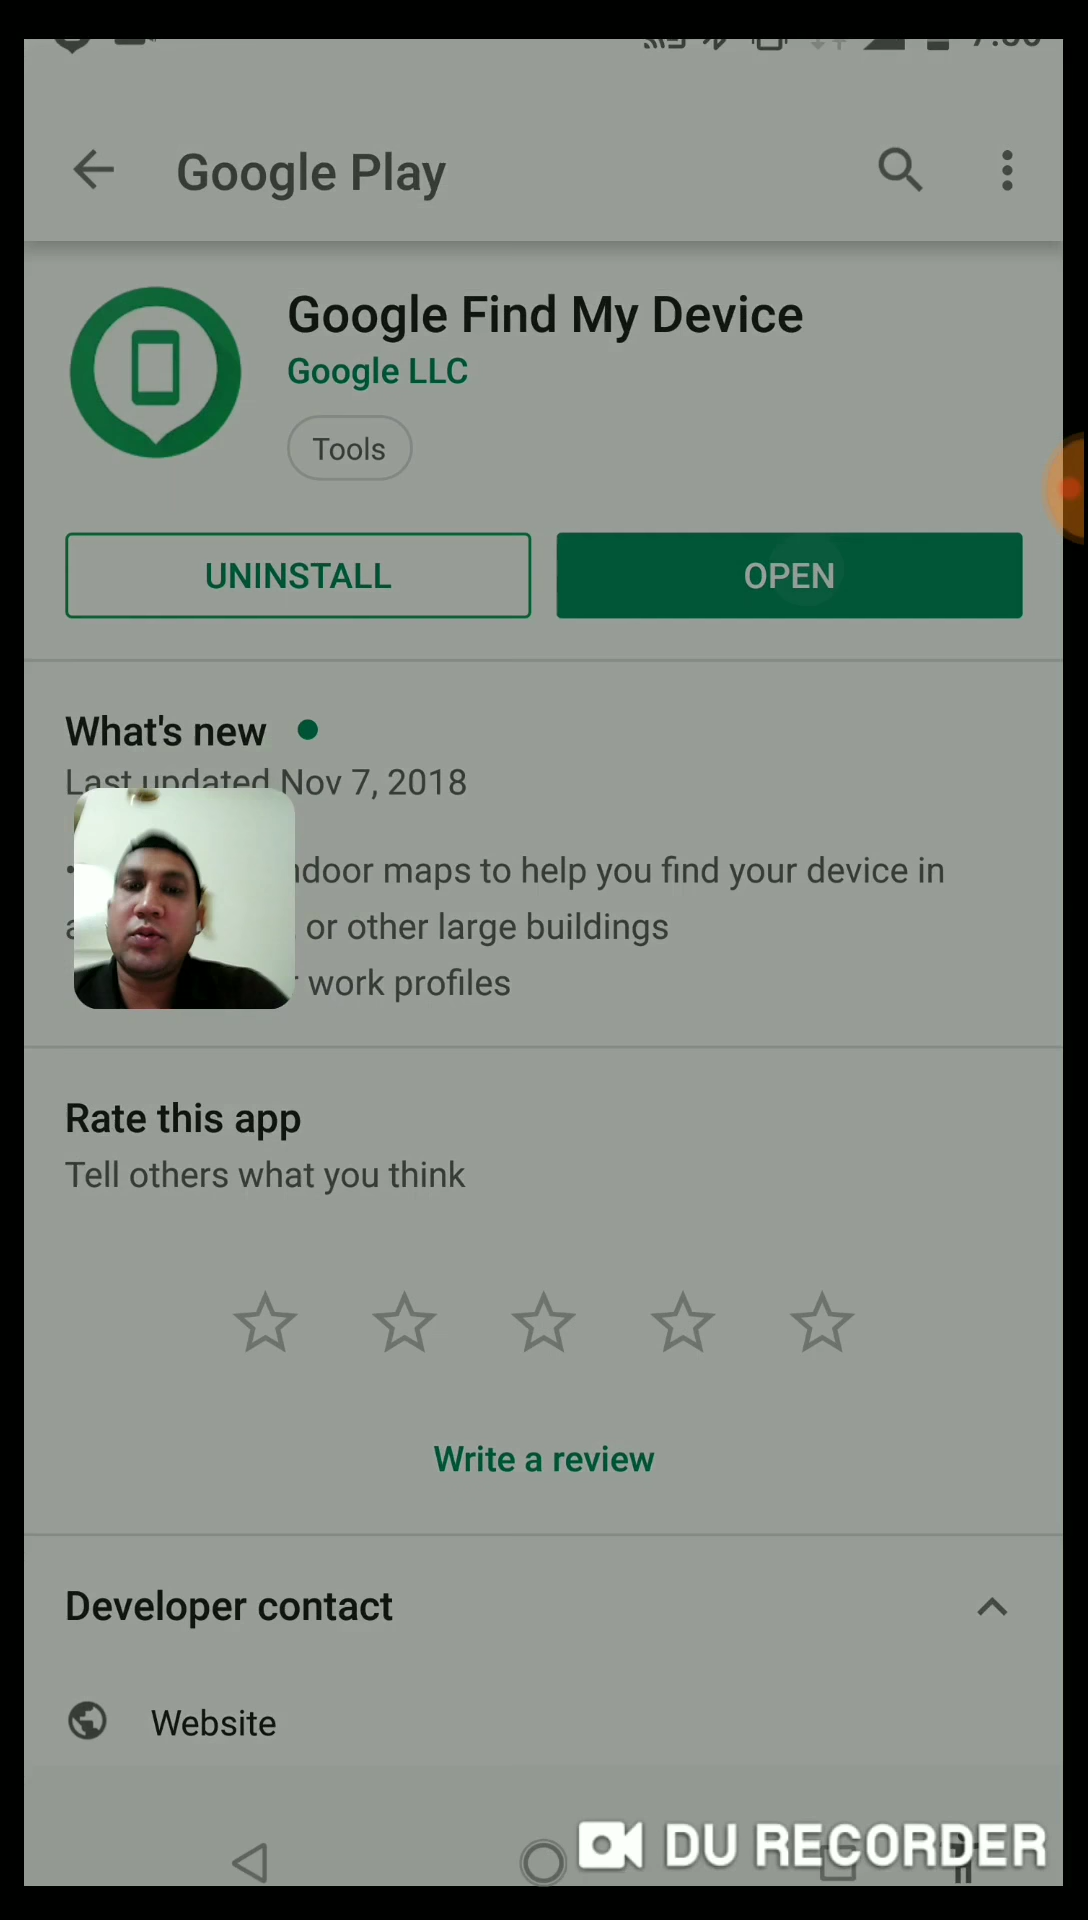 Google Play
Google Find My Device
Google LLC
Tools
UNINSTALL
OPEN
What's new
Last updated Nov 7, 2018
• door maps to help you find your device in
or other large buildings
work profiles
Rate this app
Tell others what you think
Write a review
Developer contact
Website
DU RECORDER